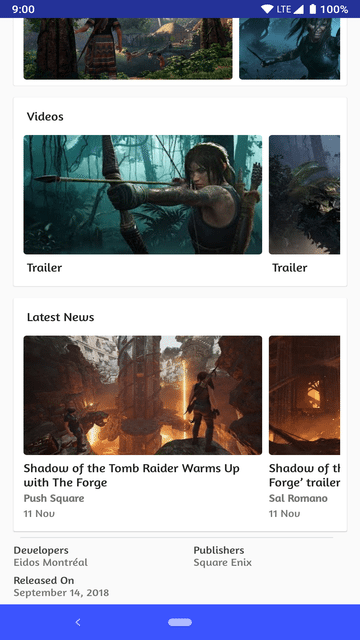 9:00
LTE
100%
Videos
Trailer
Trailer
Latest News
Shadow of the Tomb Raider Warms Up
with The Forge
Push Square
11 Nov
Shadow of th
Forge’ trailer
Sal Romano
11 Nov
Developers
Eidos Montréal
Publishers
Square Enix
Released On
September 14, 2018